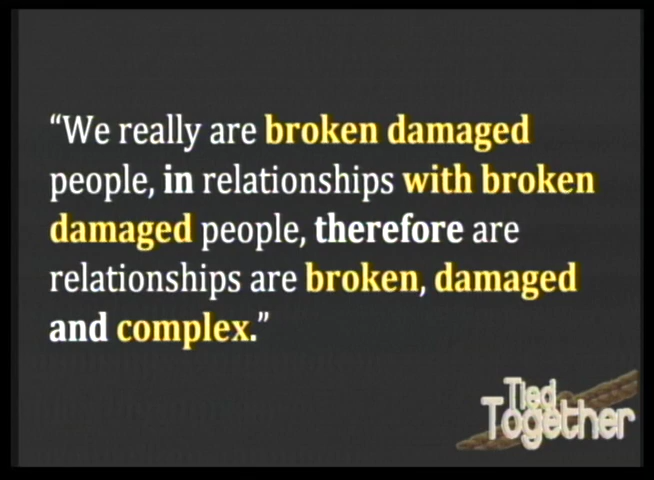 “We really are broken damaged
people, in relationships with broken
damaged people, therefore are
relationships are broken, damaged
and complex.”
Tied
Together